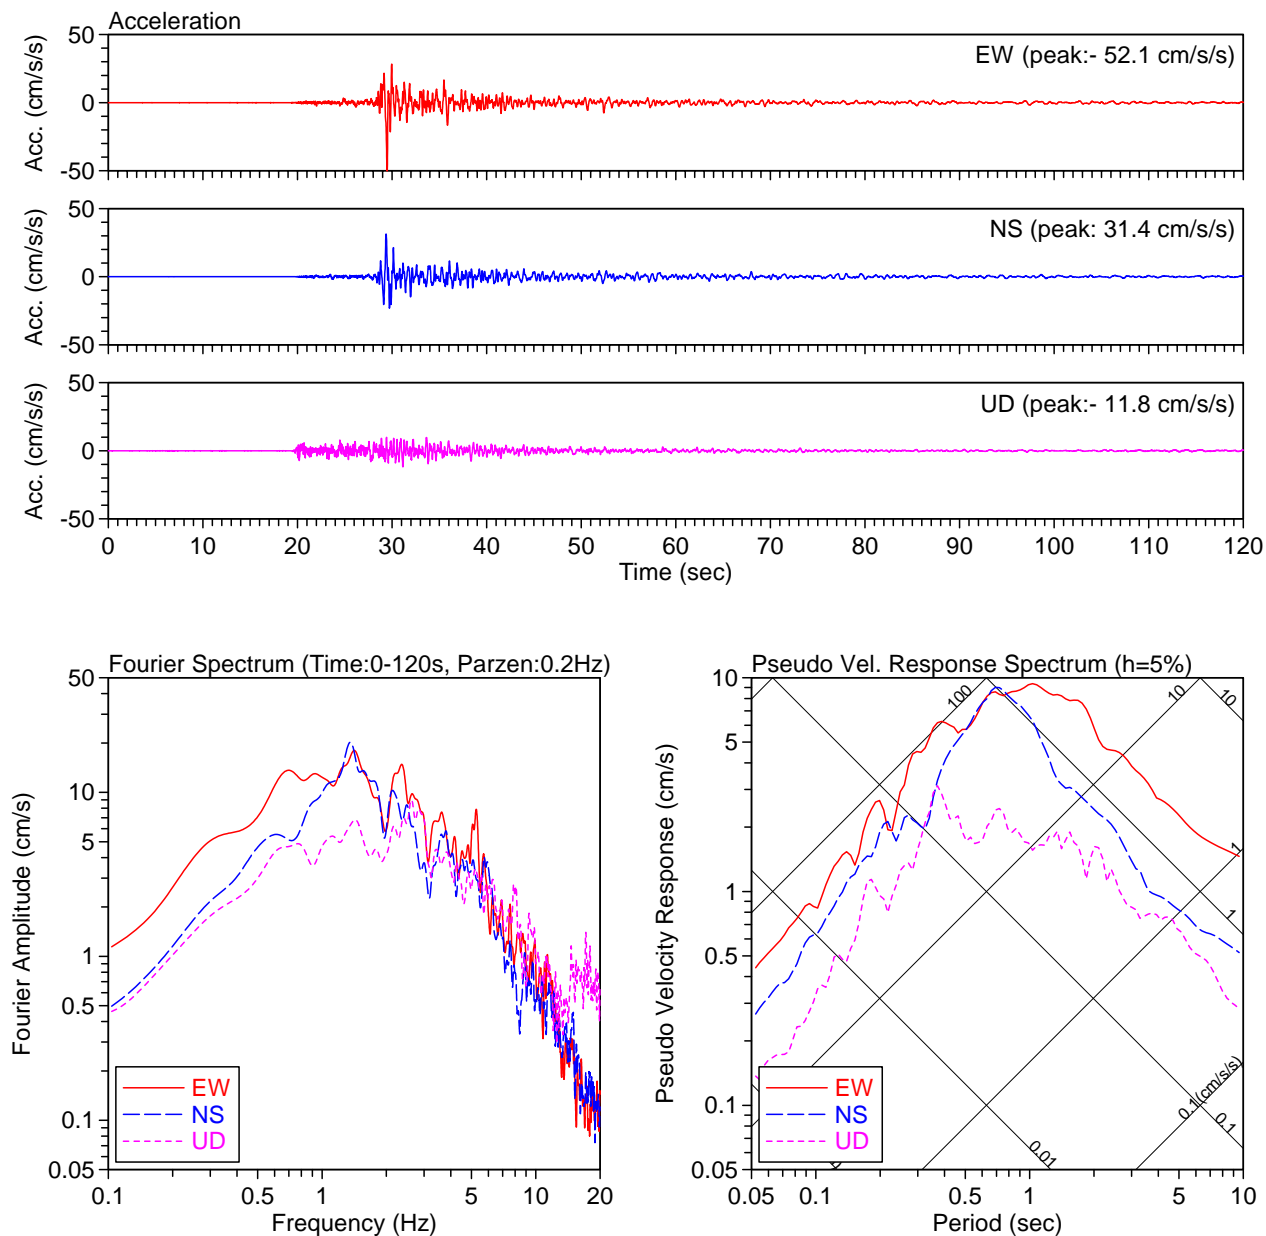 Acceleration
50
0
-50
Acc. (cm/s/s)
EW (peak:- 52.1 cm/s/s)
50
0
-50
Acc. (cm/s/s)
NS (peak: 31.4 cm/s/s)
50
0
-50
Acc. (cm/s/s)
UD (peak:- 11.8 cm/s/s)
0 10 20 30 40 50 60 70 80 90 100 110 120
Time (sec)
Fourier Spectrum (Time:0-120s, Parzen:0.2Hz)
50
10
5
1
0.5
0.1
0.05
Fourier Amplitude (cm/s)
EW
NS
UD
0.1 0.5 1 5 10 20
Frequency (Hz)
Pseudo Vel. Response Spectrum (h=5%)
10
5
1
0.5
0.1
0.05
Pseudo Velocity Response (cm/s)
100
10
10
1
1
0.1 (cm/s/s)
0.1
0.01
EW
NS
UD
0.05 0.1 0.5 1 5 10
Period (sec)